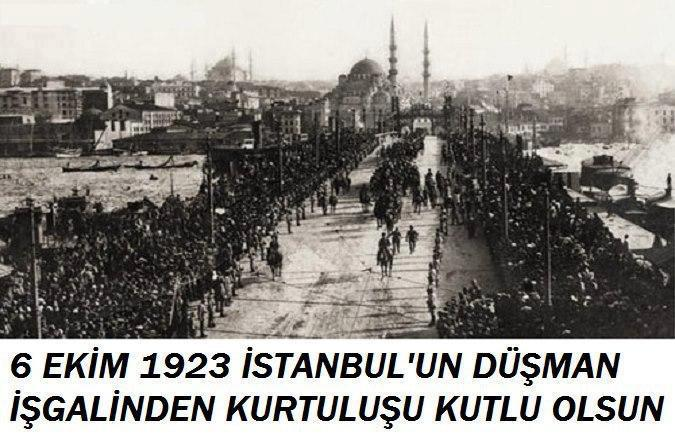 6 EKİM 1923 İSTANBUL'UN DÜŞMAN
İŞGALİNDEN KURTULUŞU KUTLU OLSUN